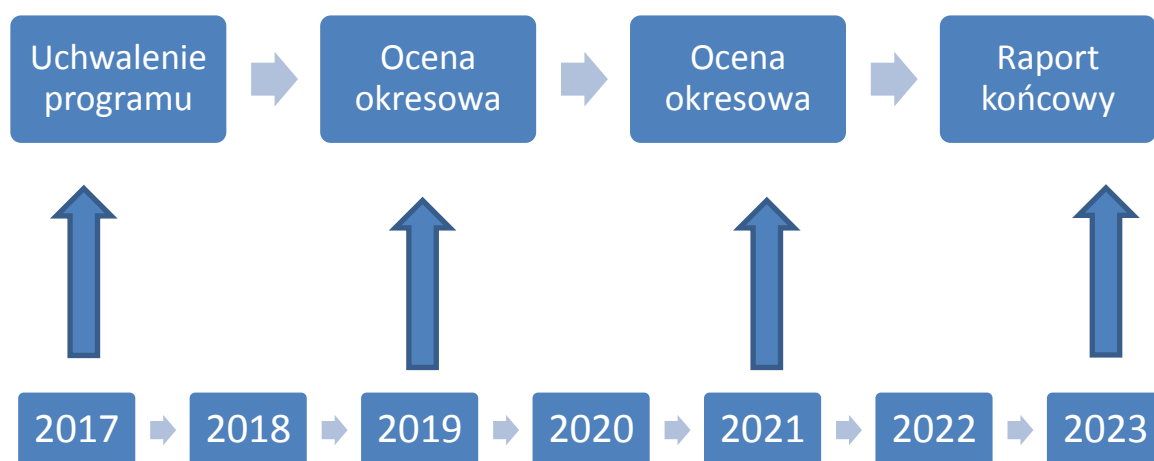 Uchwalenie
programu
Ocena
okresowa
Ocena
okresowa
Raport
końcowy
2017
2018
2019
2020
2021
2022
2023